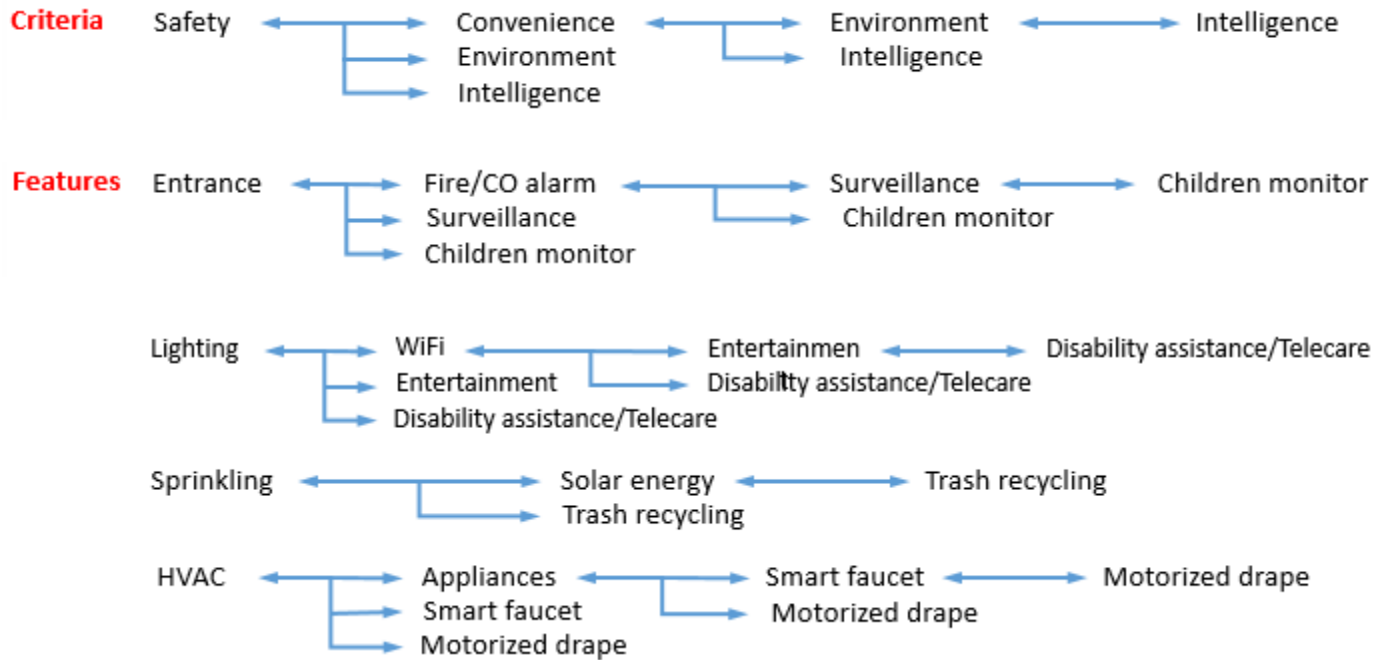 Criteria Safety Convenience Environment Intelligence
Environment Intelligence
Intelligence
Features Entrance Fire/CO alarm Surveillance Children monitor
Surveillance Children monitor
Children monitor
Lighting WiFi Entertainmen Disability assistance/Telecare
Entertainment Disability assistance/Telecare
Disability assistance/Telecare
Sprinkling Solar energy Trash recycling
Trash recycling
HVAC Appliances Smart faucet Motorized drape
Smart faucet Motorized drape
Motorized drape